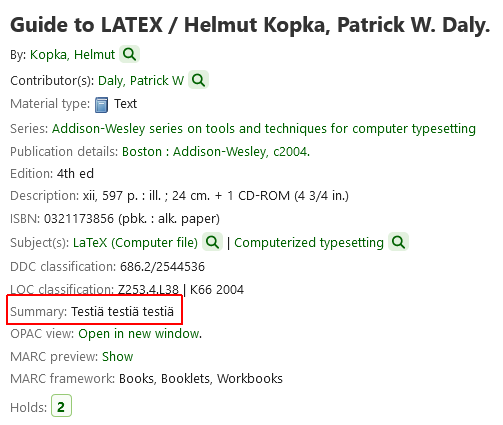 Guide to LATEX / Helmut Kopka, Patrick W. Daly.
By: Kopka, Helmut
Contributor(s): Daly, Patrick W
Material type: Text
Series: Addison-Wesley series on tools and techniques for computer typesetting
Publication details: Boston : Addison-Wesley, c2004.
Edition: 4th ed
Description: xii, 597 p. : ill. ; 24 cm. + 1 CD-ROM (4 3/4 in.)
ISBN: 0321173856 (pbk. : alk. paper)
Subject(s): LaTeX (Computer file) | Computerized typesetting
DDC classification: 686.2/2544536
LOC classification: Z253.4.L38 | K66 2004
Summary: Testiä testiä testiä
OPAC view: Open in new window.
MARC preview: Show
MARC framework: Books, Booklets, Workbooks
Holds: 2